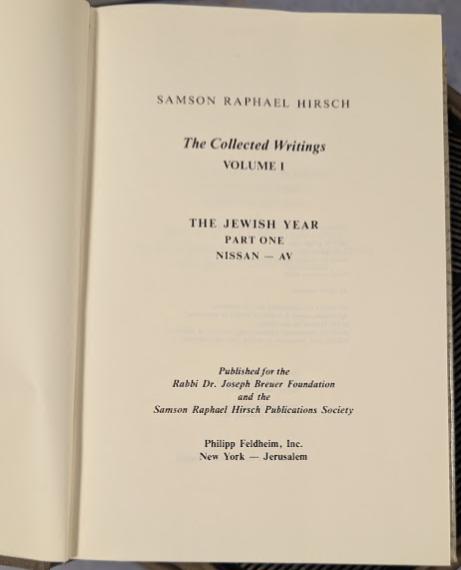 SAMSON RAPHAEL HIRSCH
The Collected Writings
VOLUME I
THE JEWISH YEAR
PART ONE
NISSAN — AV
Published for the
Rabbi Dr. Joseph Breuer Foundation
and the
Samson Raphael Hirsch Publications Society
Philipp Feldheim, Inc.
New York — Jerusalem